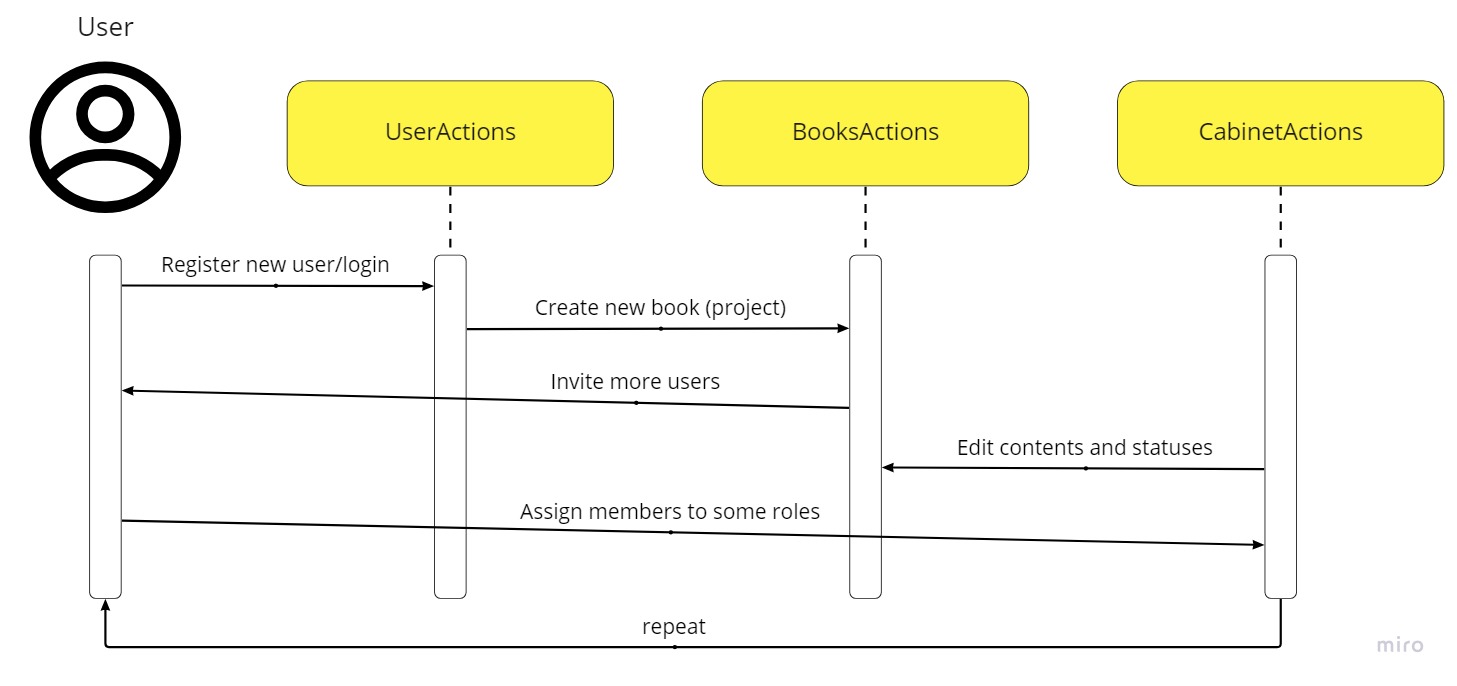 User
UserActions
BooksActions
CabinetActions
Register new user/login
Create new book (project)
Invite more users
Edit contents and statuses
Assign members to some roles
repeat
miro